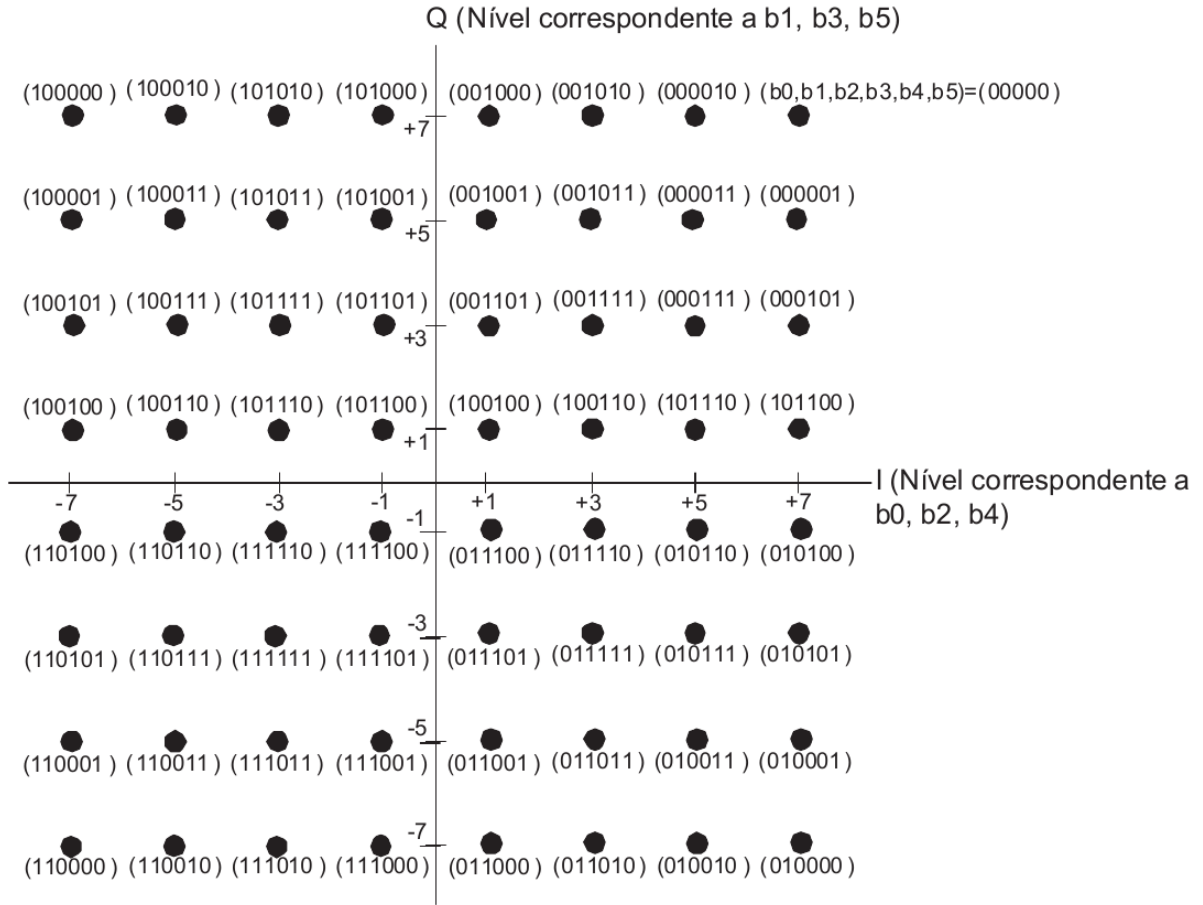 Q (Nível correspondente a b1, b3, b5)
(100000 ) (100010 ) (101010 ) (101000 ) (001000 ) (001010 ) (000010 ) (b0,b1,b2,b3,b4,b5)=(00000 )
+7
(100001 ) (100011 ) (101011 ) (101001 ) (001001 ) (001011 ) (000011 ) (000001 )
+5
(100101 ) (100111 ) (101111 ) (101101 ) (001101 ) (001111 ) (000111 ) (000101 )
+3
(100100 ) (100110 ) (101110 ) (101100 ) (100100 ) (100110 ) (101110 ) (101100 )
+1
-7 -5 -3 -1 +1 +3 +5 +7
I (Nível correspondente a
b0, b2, b4)
-1
(110100 ) (110110 ) (111110 ) (111100 ) (011100 ) (011110 ) (010110 ) (010100 )
-3
(110101 ) (110111 ) (111111 ) (111101 ) (011101 ) (011111 ) (010111 ) (010101 )
-5
(110001 ) (110011 ) (111011 ) (111001 ) (011001 ) (011011 ) (010011 ) (010001 )
-7
(110000 ) (110010 ) (111010 ) (111000 ) (011000 ) (011010 ) (010010 ) (010000 )